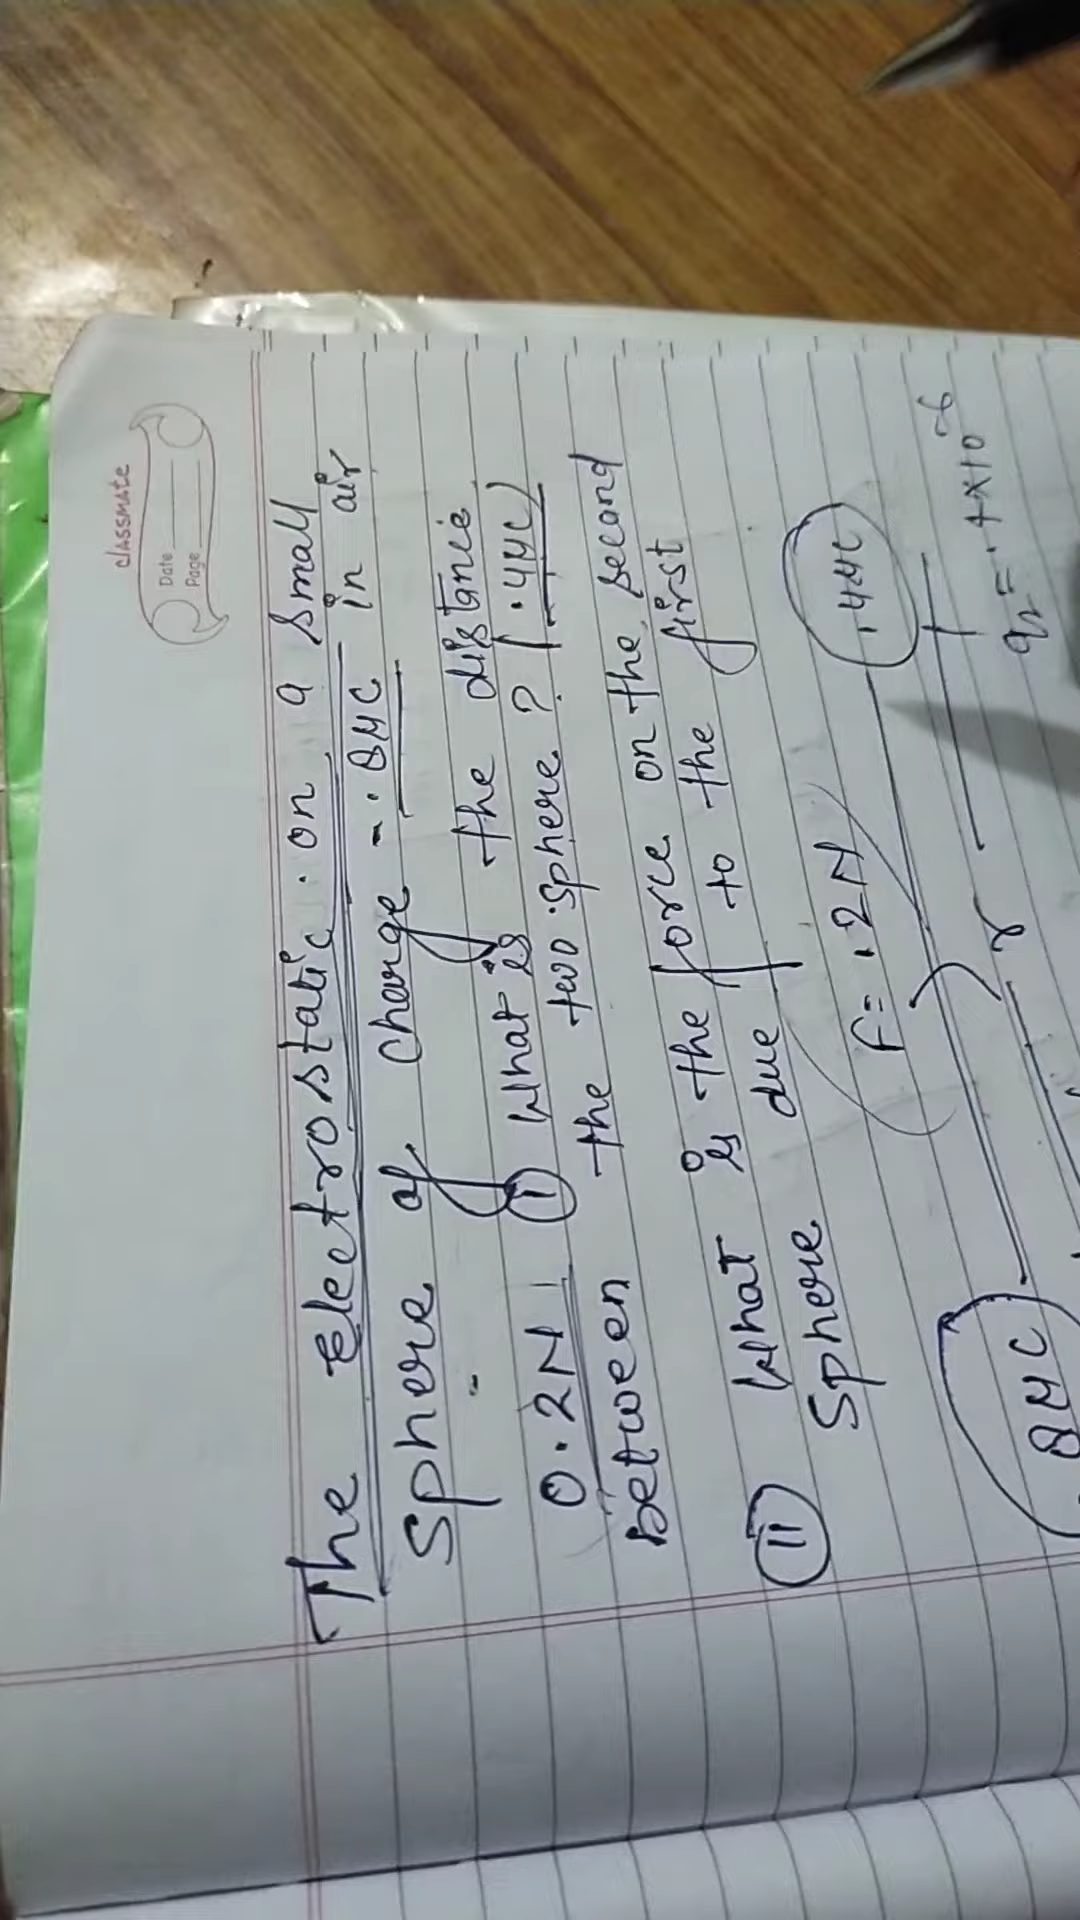 classmate
Date
Page
The Electrostatic on a small
sphere of charge -.8μC in air
0.2N (i) What is the distance
between the two sphere? (.4μC)
(ii) What is the force on the second
sphere due to the first
F = .2N
.4μC
.8μC
r
q₂ = .4×10⁻⁶